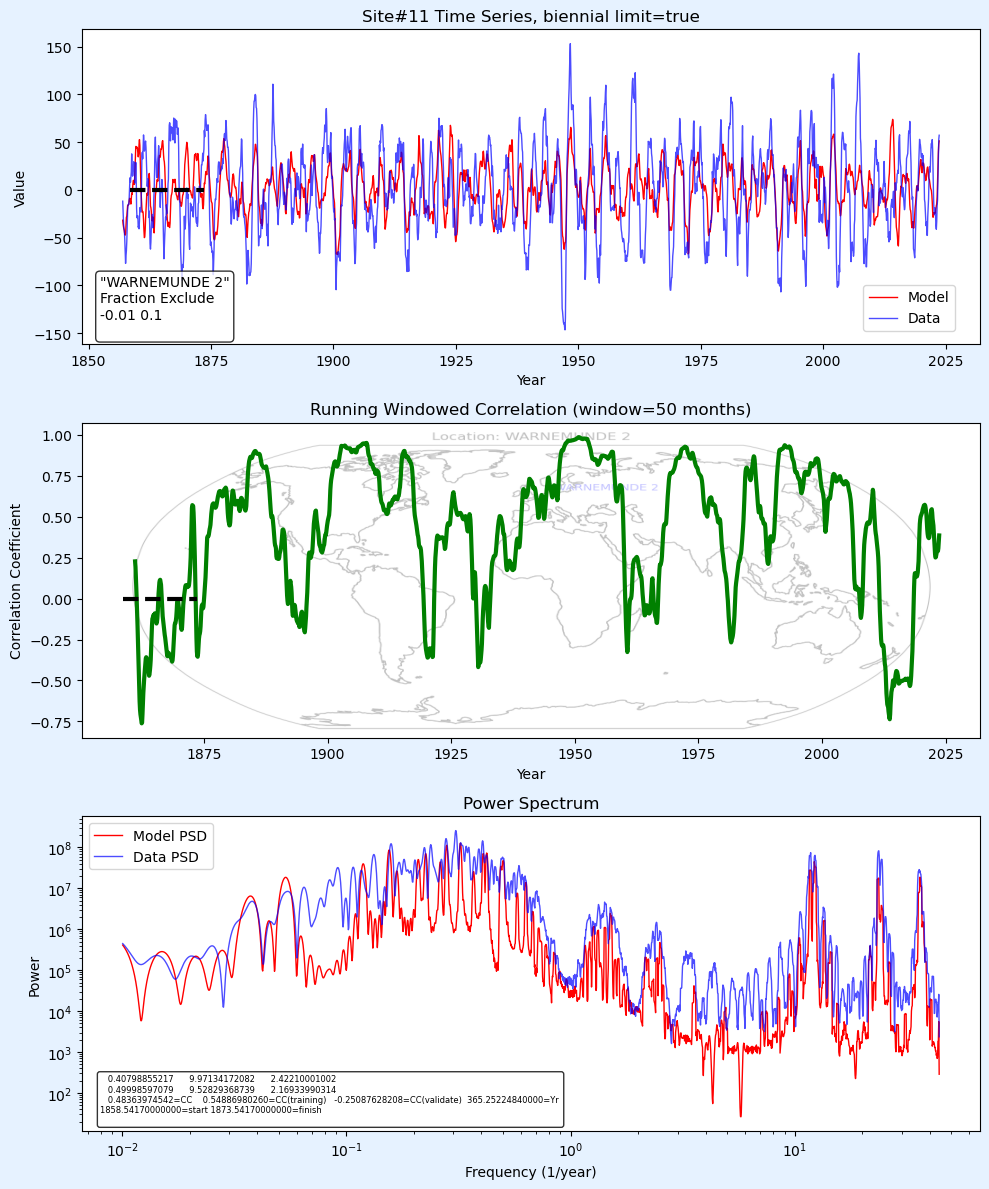 Site#11 Time Series, biennial limit=true
Value
150
100
50
0
−50
−100
−150
"WARNEMUNDE 2"
Fraction Exclude
-0.01 0.1
Model
Data
1850 1875 1900 1925 1950 1975 2000 2025
Year
Running Windowed Correlation (window=50 months)
Correlation Coefficient
1.00
0.75
0.50
0.25
0.00
−0.25
−0.50
−0.75
Location: WARNEMUNDE 2
WARNEMUNDE 2
1875 1900 1925 1950 1975 2000 2025
Year
Power Spectrum
Power
10^8
10^7
10^6
10^5
10^4
10^3
10^2
Model PSD
Data PSD
0.40798855217 9.97134172082 2.42210001002
0.49998597079 9.52829368739 2.16933990314
0.48363974542=CC 0.54886980260=CC(training) -0.25087628208=CC(validate) 365.25224840000=Yr
1858.54170000000=start 1873.54170000000=finish
10^−2 10^−1 10^0 10^1
Frequency (1/year)